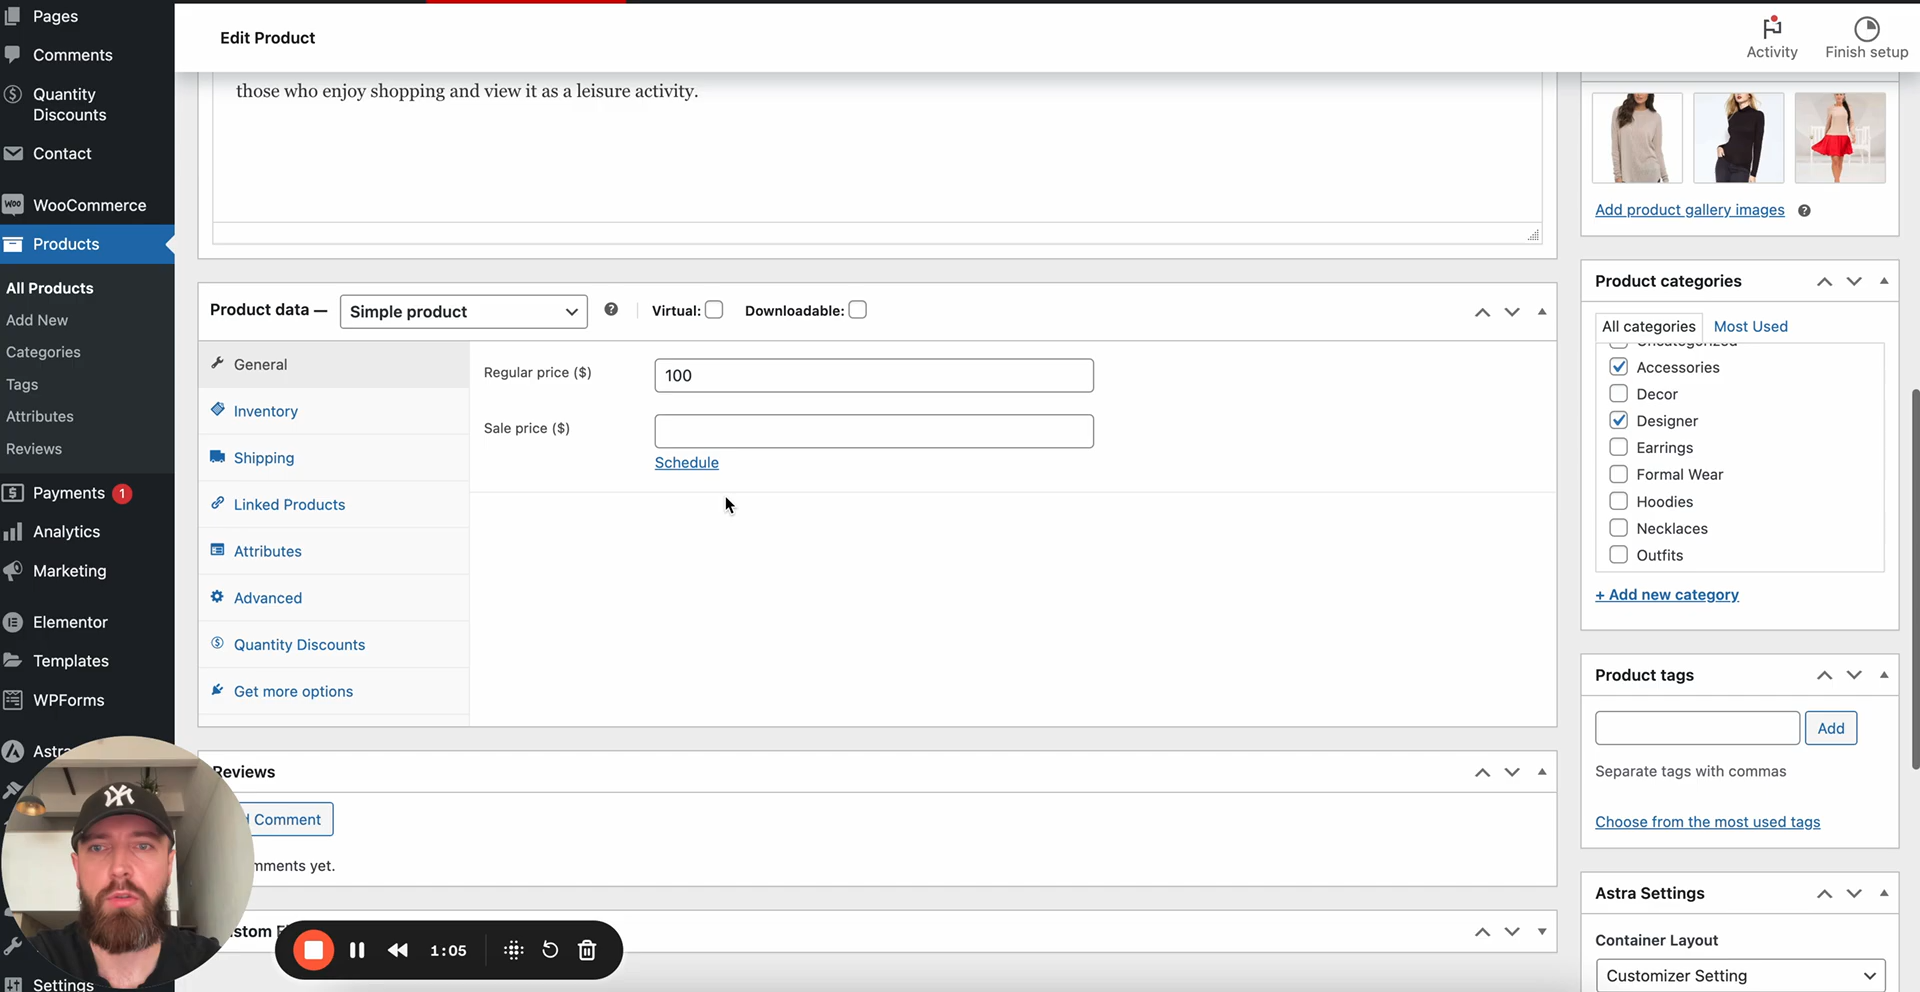 Pages
Comments
Quantity
Discounts
Contact
WooCommerce
Products
All Products
Add New
Categories
Tags
Attributes
Reviews
Payments 1
Analytics
Marketing
Elementor
Templates
WPForms
Astra
Settings
Edit Product
Activity
Finish setup
those who enjoy shopping and view it as a leisure activity.
Product data —
Simple product
Virtual:
Downloadable:
General
Inventory
Shipping
Linked Products
Attributes
Advanced
Quantity Discounts
Get more options
Regular price ($)
100
Sale price ($)
Schedule
Reviews
Comment
mments yet.
stom
1:05
Add product gallery images
Product categories
All categories
Most Used
Uncategorized
Accessories
Decor
Designer
Earrings
Formal Wear
Hoodies
Necklaces
Outfits
+ Add new category
Product tags
Add
Separate tags with commas
Choose from the most used tags
Astra Settings
Container Layout
Customizer Setting